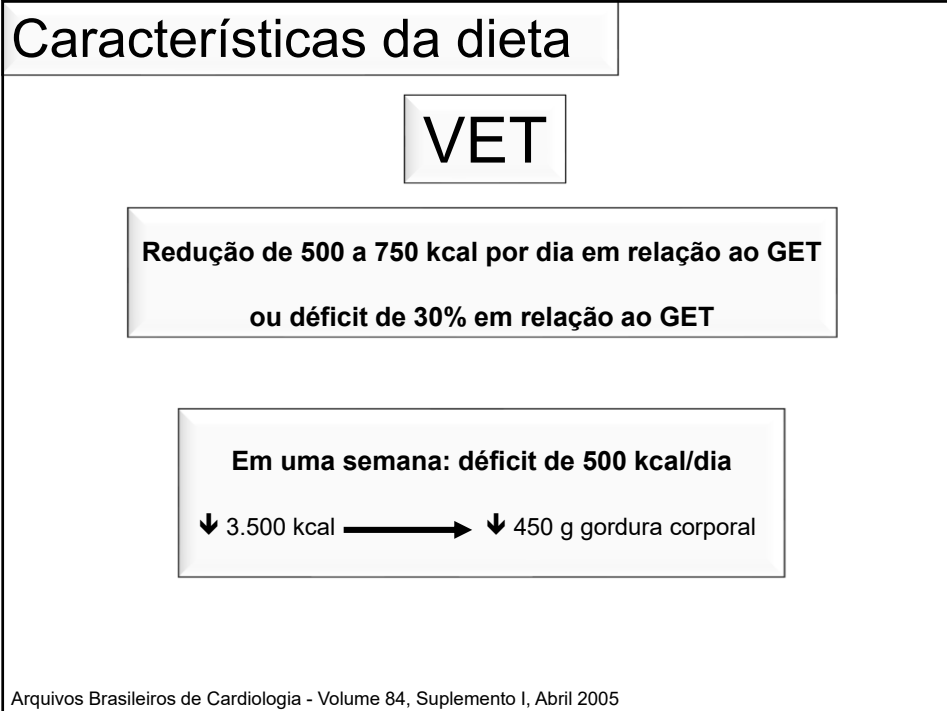 Características da dieta
VET
Redução de 500 a 750 kcal por dia em relação ao GET
ou déficit de 30% em relação ao GET
Em uma semana: déficit de 500 kcal/dia
🡻 3.500 kcal ⟶ 🡻 450 g gordura corporal
Arquivos Brasileiros de Cardiologia - Volume 84, Suplemento I, Abril 2005